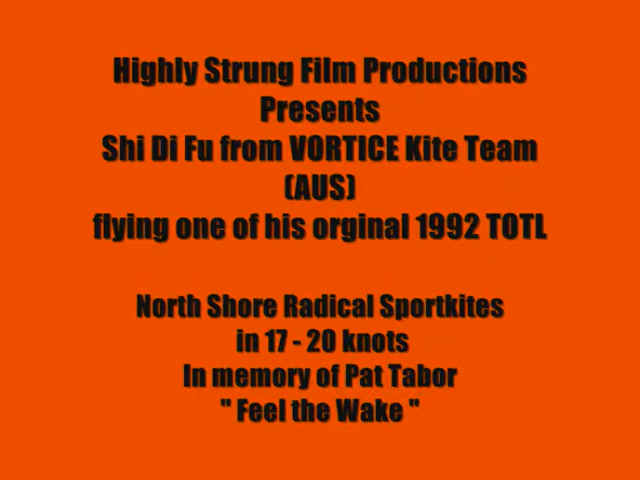 Highly Strung Film Productions
Presents
Shi Di Fu from VORTICE Kite Team
(AUS)
flying one of his orginal 1992 TOTL
North Shore Radical Sportkites
in 17 - 20 knots
In memory of Pat Tabor
" Feel the Wake "